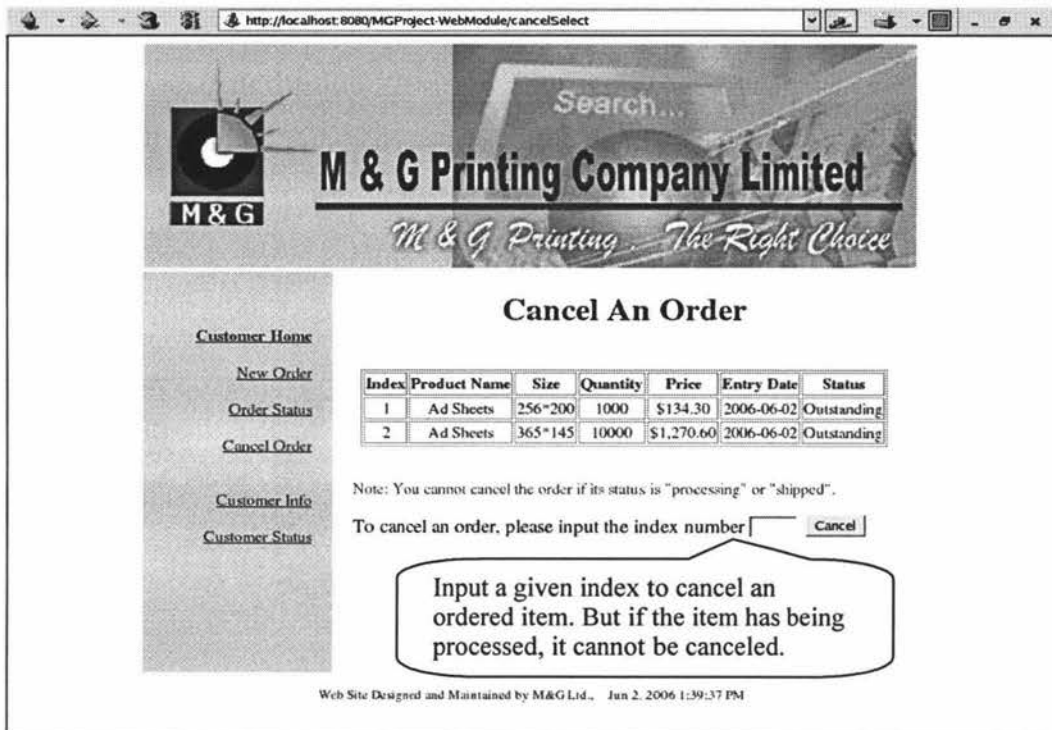 http://localhost:8080/MGProject-WebModule/cancelSelect
Search...
M & G Printing Company Limited
M&G
M & G Printing . The Right Choice
Cancel An Order
Customer Home
New Order
Order Status
Cancel Order
Customer Info
Customer Status
Index Product Name Size Quantity Price Entry Date Status
1 Ad Sheets 256*200 1000 $134.30 2006-06-02 Outstanding
2 Ad Sheets 365*145 10000 $1,270.60 2006-06-02 Outstanding
Note: You cannot cancel the order if its status is "processing" or "shipped".
To cancel an order, please input the index number Cancel
Input a given index to cancel an
ordered item. But if the item has being
processed, it cannot be canceled.
Web Site Designed and Maintained by M&G Ltd., Jun 2, 2006 1:39:37 PM